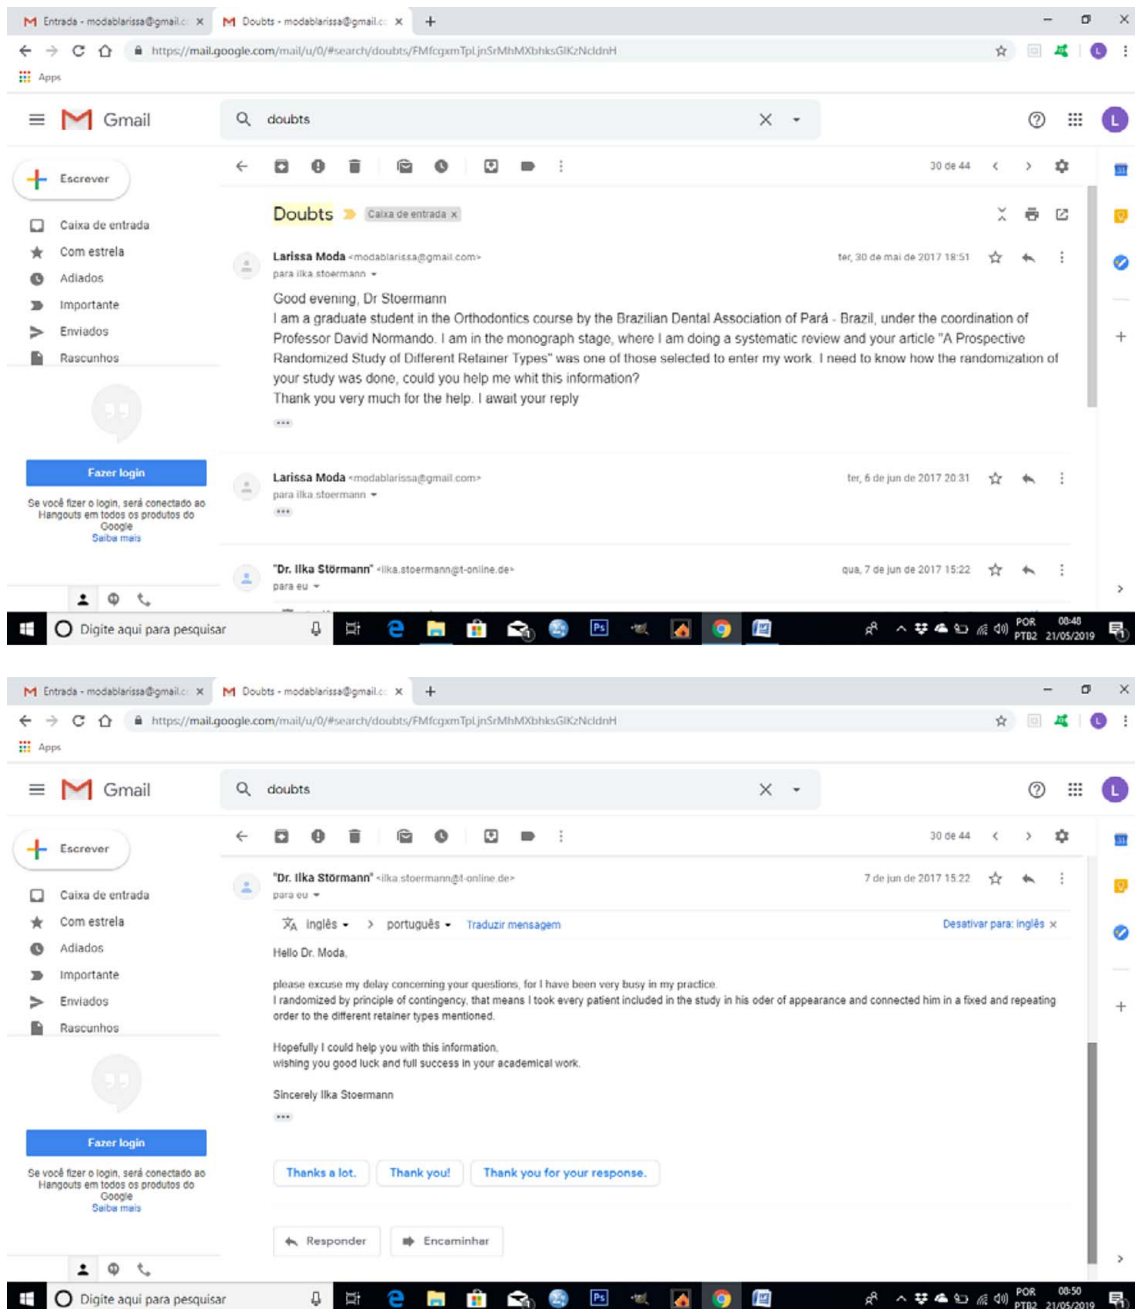 Entrada - modablarissa@gmail.c
Doubts - modablarissa@gmail.c
https://mail.google.com/mail/u/0/#search/doubts/
Apps
Gmail
doubts
Escrever
30 de 44
Caixa de entrada
Com estrela
Adiados
Importante
Enviados
Rascunhos
Fazer login
Se você fizer o login, será conectado ao
Hangouts em todos os produtos do
Google
Saiba mais
Doubts Caixa de entrada x
Larissa Moda <modablarissa@gmail.com> ter, 30 de mai de 2017 18:51
para ilka.stoermann
Good evening, Dr Stoermann
I am a graduate student in the Orthodontics course by the Brazilian Dental Association of Pará - Brazil, under the coordination of
Professor David Normando. I am in the monograph stage, where I am doing a systematic review and your article "A Prospective
Randomized Study of Different Retainer Types" was one of those selected to enter my work. I need to know how the randomization of
your study was done, could you help me whit this information?
Thank you very much for the help. I await your reply
Larissa Moda <modablarissa@gmail.com> ter, 6 de jun de 2017 20:31
para ilka.stoermann
"Dr. Ilka Störmann" <ilka.stoermann@t-online.de> qua, 7 de jun de 2017 15:22
para eu
Digite aqui para pesquisar
POR 08:48
PTB2 21/05/2019
Entrada - modablarissa@gmail.c
Doubts - modablarissa@gmail.c
https://mail.google.com/mail/u/0/#search/doubts/
Apps
Gmail
doubts
Escrever
30 de 44
Caixa de entrada
Com estrela
Adiados
Importante
Enviados
Rascunhos
Fazer login
Se você fizer o login, será conectado ao
Hangouts em todos os produtos do
Google
Saiba mais
"Dr. Ilka Störmann" <ilka.stoermann@t-online.de> 7 de jun de 2017 15:22
para eu
inglês > português Traduzir mensagem Desativar para: inglês x
Hello Dr. Moda,
please excuse my delay concerning your questions, for I have been very busy in my practice.
I randomized by principle of contingency, that means I took every patient included in the study in his oder of appearance and connected him in a fixed and repeating
order to the different retainer types mentioned.
Hopefully I could help you with this information,
wishing you good luck and full success in your academical work.
Sincerely Ilka Stoermann
Thanks a lot. Thank you! Thank you for your response.
Responder Encaminhar
Digite aqui para pesquisar
POR 08:50
PTB2 21/05/2019